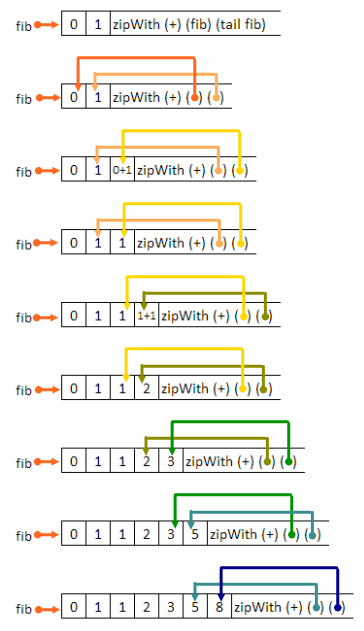 fib 0 1 zipWith (+) (fib) (tail fib)
fib 0 1 zipWith (+) ( ) ( )
fib 0 1 0+1 zipWith (+) ( ) ( )
fib 0 1 1 zipWith (+) ( ) ( )
fib 0 1 1 1+1 zipWith (+) ( ) ( )
fib 0 1 1 2 zipWith (+) ( ) ( )
fib 0 1 1 2 3 zipWith (+) ( ) ( )
fib 0 1 1 2 3 5 zipWith (+) ( ) ( )
fib 0 1 1 2 3 5 8 zipWith (+) ( ) ( )